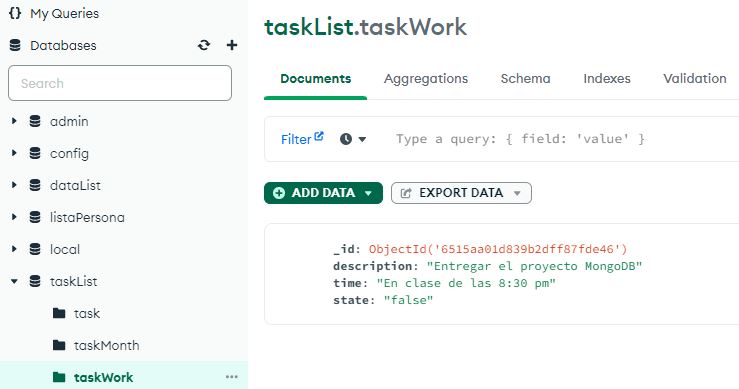 {} My Queries
Databases
Search
admin
config
dataList
listaPersona
local
taskList
task
taskMonth
taskWork
taskList.taskWork
Documents Aggregations Schema Indexes Validation
Filter Type a query: { field: 'value' }
ADD DATA EXPORT DATA
_id: ObjectId('6515aa01d839b2dff87fde46')
description: "Entregar el proyecto MongoDB"
time: "En clase de las 8:30 pm"
state: "false"